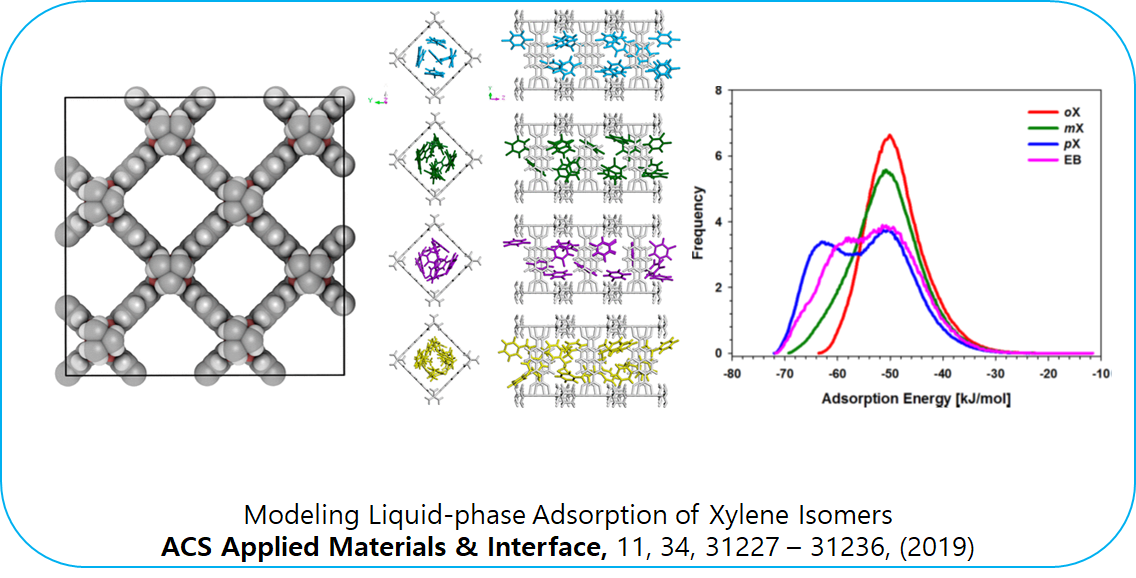 Y
Z
Y
Z
8
6
4
2
0
Frequency
oX
mX
pX
EB
-80 -70 -60 -50 -40 -30 -20 -10
Adsorption Energy [kJ/mol]
Modeling Liquid-phase Adsorption of Xylene Isomers
ACS Applied Materials & Interface, 11, 34, 31227 – 31236, (2019)